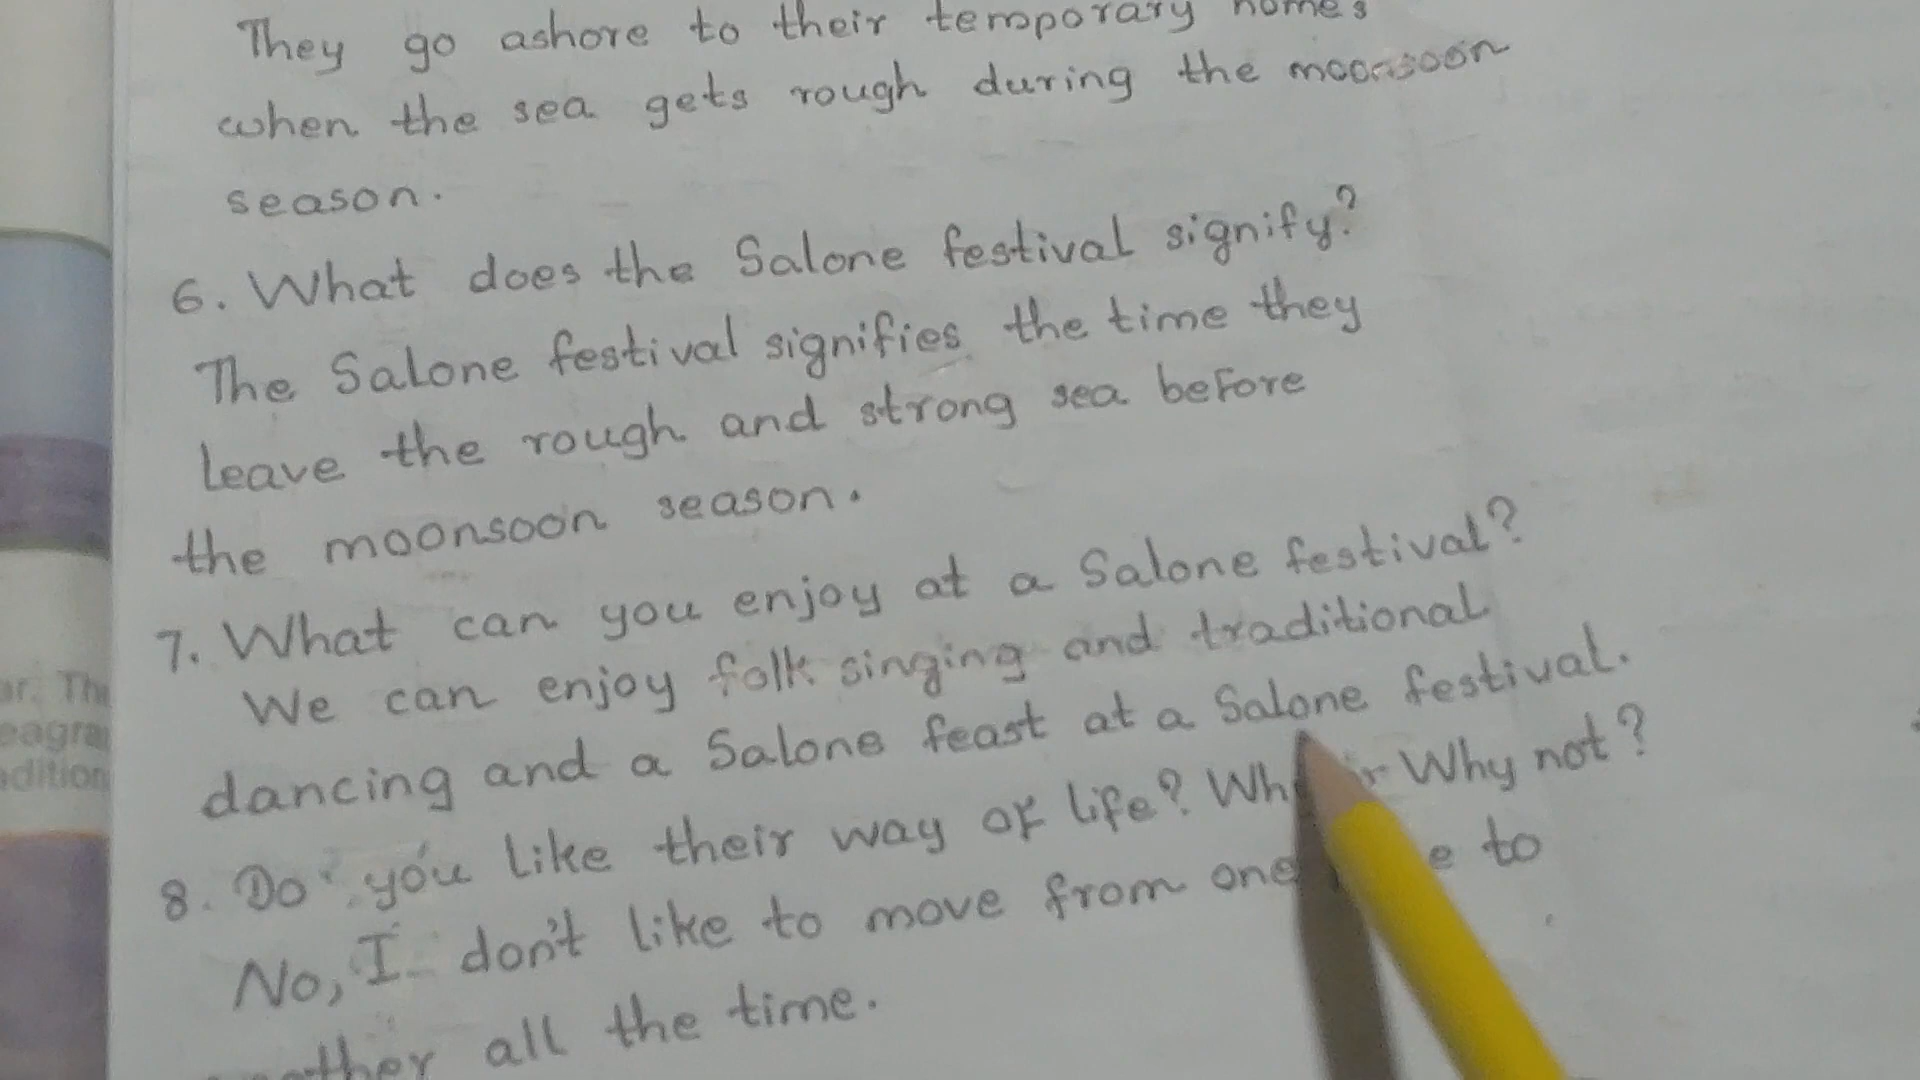 They go ashore to their temporary homes
when the sea gets rough during the moonsoon
season.
6. What does the Salone festival signify?
The Salone festival signifies the time they
leave the rough and strong sea before
the moonsoon season.
7. What can you enjoy at a Salone festival?
We can enjoy folk singing and traditional
dancing and a Salone feast at a Salone festival.
8. Do you like their way of life? Why not?
No, I don't like to move from one to
all the time.
ar. The
eagra
dition